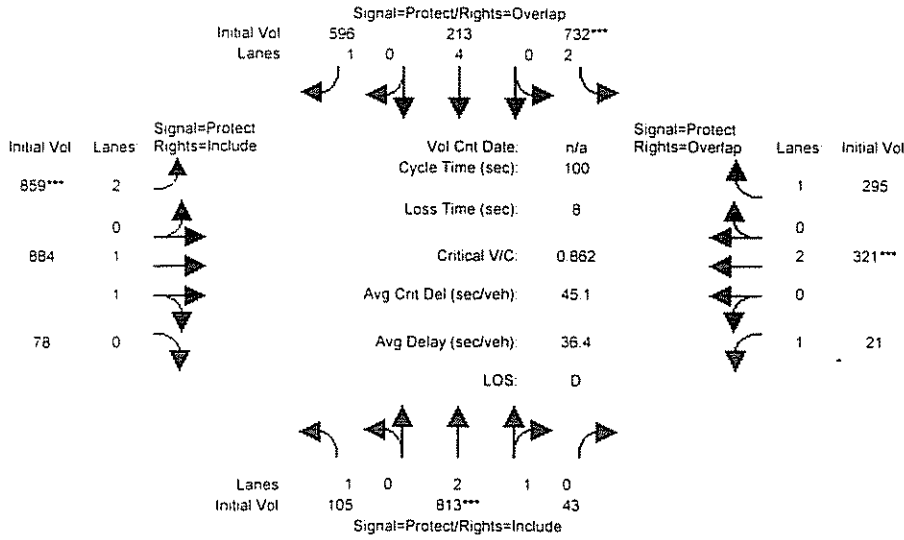 Signal=Protect/Rights=Overlap
Initial Vol 596 213 732***
Lanes 1 0 4 0 2
Signal=Protect
Initial Vol Lanes Rights=Include
859*** 2
0
884 1
1
78 0
Vol Cnt Date: n/a
Cycle Time (sec): 100
Loss Time (sec): 8
Critical V/C: 0.862
Avg Crit Del (sec/veh): 45.1
Avg Delay (sec/veh): 36.4
LOS: D
Signal=Protect
Rights=Overlap Lanes Initial Vol
1 295
0
2 321***
0
1 21
Lanes 1 0 2 1 0
Initial Vol 105 813*** 43
Signal=Protect/Rights=Include